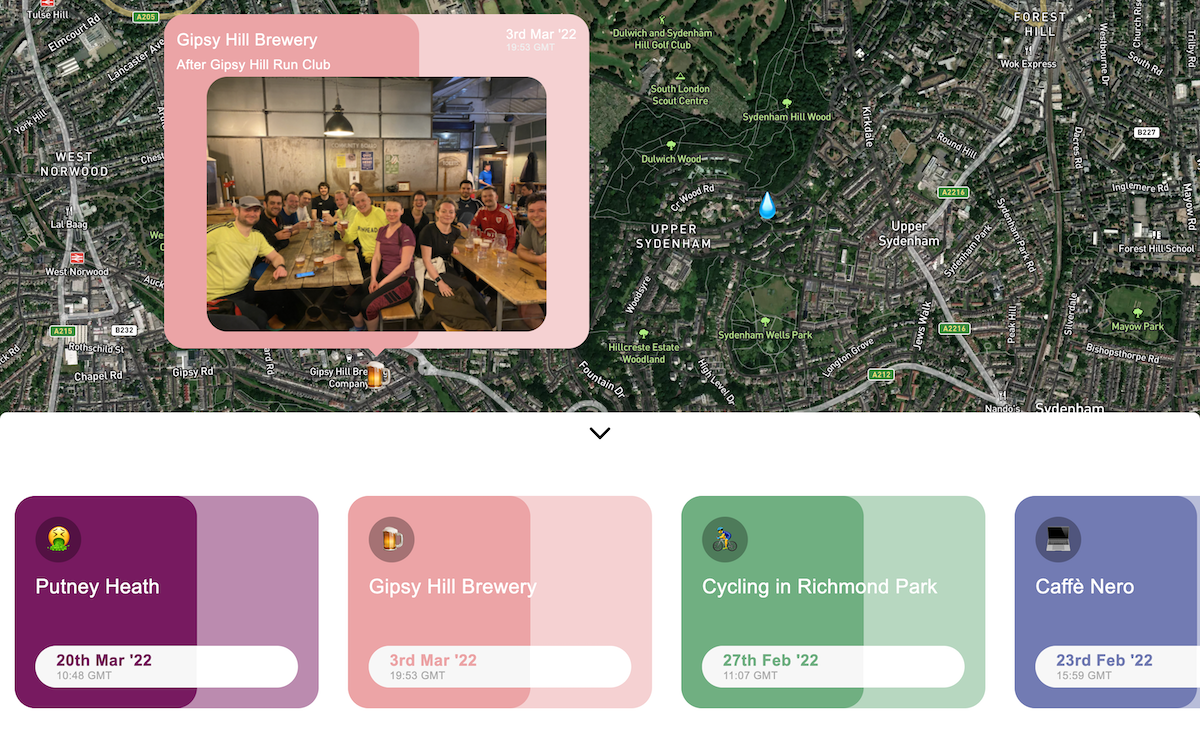 Tulse Hill
A205
Elmcourt Rd
Lancaster Ave
York Hill
WEST
NORWOOD
Lal Baag
West Norwood
A215
B232
Rothschild St
Chapel Rd
Gipsy Rd
Gipsy Hill Brewery
3rd Mar '22
19:53 GMT
After Gipsy Hill Run Club
COMMUNITY BOARD
Company
Dulwich and Sydenham
Hill Golf Club
South London
Scout Centre
Sydenham Hill Wood
Dulwich Wood
Cr Wood Rd
UPPER
SYDENHAM
Woodsyre
Sydenham Wells Park
Hillcreste Estate
Woodland
Fountain Dr
High Level Dr
Longton Grove
A212
FOREST
HILL
Wok Express
Kirkdale
Round Hill
A2216
Upper
Sydenham
Sydenham Park
Sydenham Park Rd
Jews Walk
A2216
Peel Hill
Silverdale
Dacres Rd
Westbourne Dr
Church Rise
South Rd
B227
Inglemere Rd
Mayow Rd
Forest Hill School
Mayow Park
Bishopsthorpe Rd
Nando's
Sydenham
Putney Heath
20th Mar '22
10:48 GMT
Gipsy Hill Brewery
3rd Mar '22
19:53 GMT
Cycling in Richmond Park
27th Feb '22
11:07 GMT
Caffè Nero
23rd Feb '22
15:59 GMT